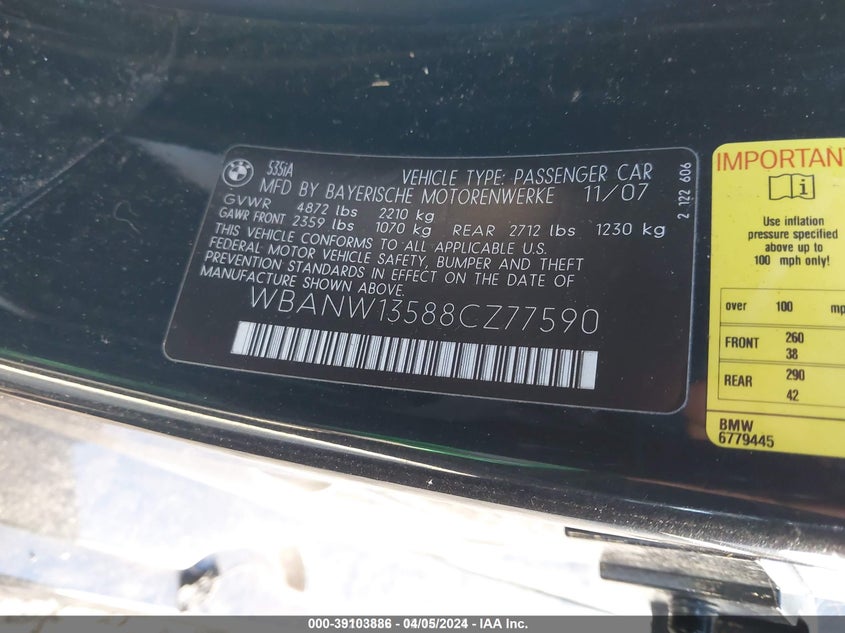 535iA
VEHICLE TYPE: PASSENGER CAR
MFD BY BAYERISCHE MOTORENWERKE 11/07
GVWR 4872 lbs 2210 kg
GAWR FRONT 2359 lbs 1070 kg REAR 2712 lbs 1230 kg
THIS VEHICLE CONFORMS TO ALL APPLICABLE U.S.
FEDERAL MOTOR VEHICLE SAFETY, BUMPER AND THEFT
PREVENTION STANDARDS IN EFFECT ON THE DATE OF
MANUFACTURE SHOWN ABOVE.
WBANW13588CZ77590
2 122 606
IMPORTANT
Use inflation
pressure specified
above up to
100 mph only!
over 100 mp
FRONT 260
38
REAR 290
42
BMW
6779445
000-39103886 - 04/05/2024 - IAA Inc.